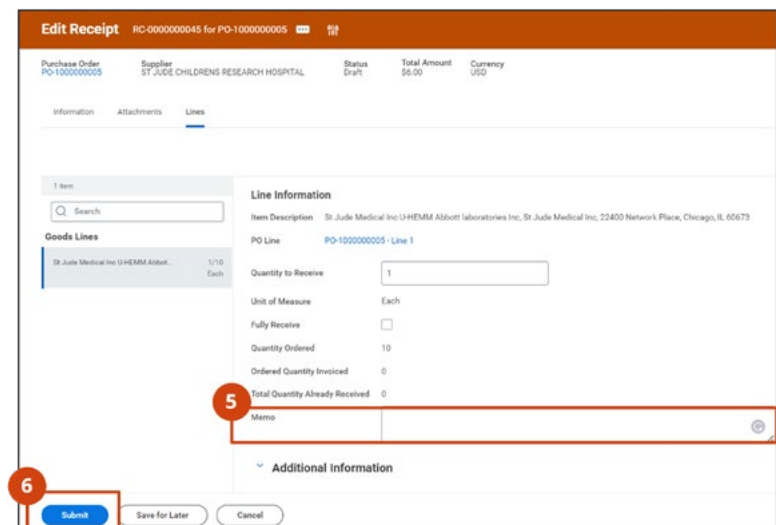 Edit Receipt RC-0000000045 for PO-1000000005
Purchase Order Supplier Status Total Amount Currency
PO-1000000005 ST JUDE CHILDRENS RESEARCH HOSPITAL Draft $6.00 USD
Information Attachments Lines
1 item
Search
Goods Lines
St Jude Medical Inc U-HEMM Abbot... 1/10
Each
Line Information
Item Description St Jude Medical Inc U-HEMM Abbott laboratories Inc, St Jude Medical Inc, 22400 Network Place, Chicago, IL 60673
PO Line PO-1000000005 - Line 1
Quantity to Receive 1
Unit of Measure Each
Fully Receive
Quantity Ordered 10
Ordered Quantity Invoiced 0
Total Quantity Already Received 0
5
Memo
Additional Information
6
Submit Save for Later Cancel